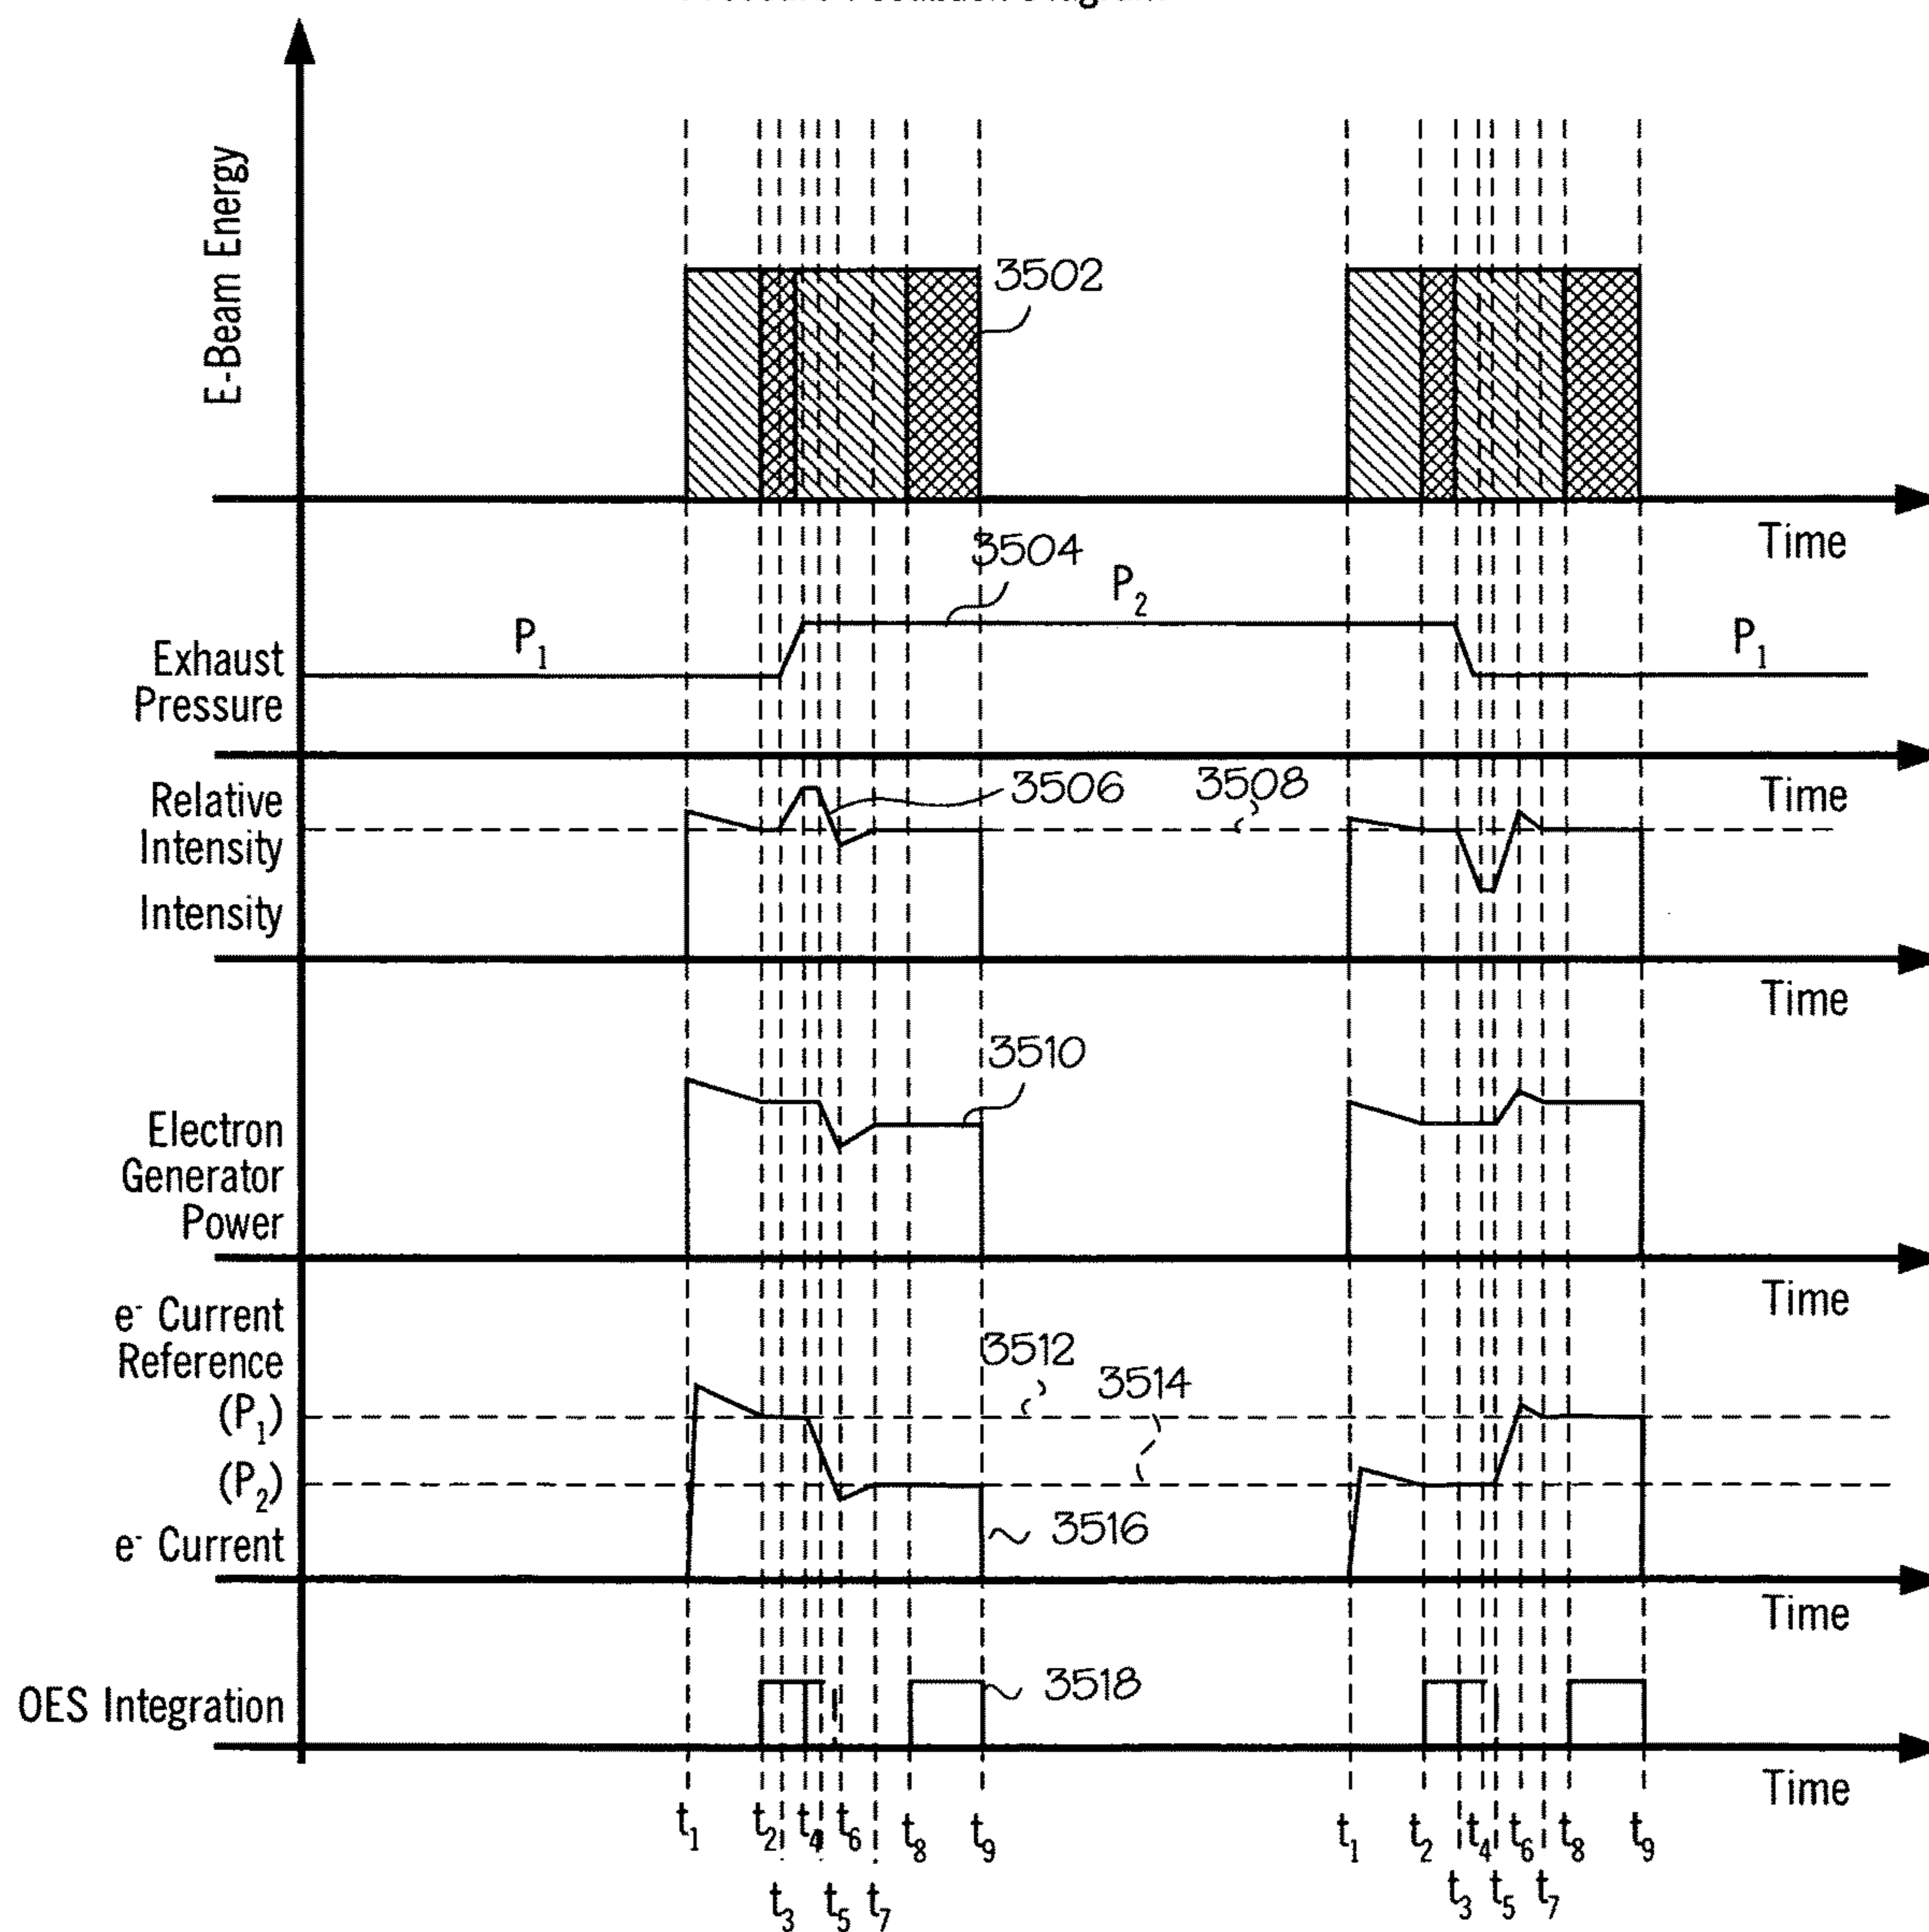 E-Beam Energy
3502
Time
3504
P₁
P₂
P₁
Exhaust
Pressure
Time
Relative
Intensity
3506
3508
Intensity
Time
3510
Electron
Generator
Power
Time
e⁻ Current
Reference
3512
3514
(P₁)
(P₂)
3516
e⁻ Current
Time
3518
OES Integration
Time
t₁ t₂ t₄ t₆ t₈ t₉ t₁ t₂ t₄ t₆ t₈ t₉
t₃ t₅ t₇ t₃ t₅ t₇